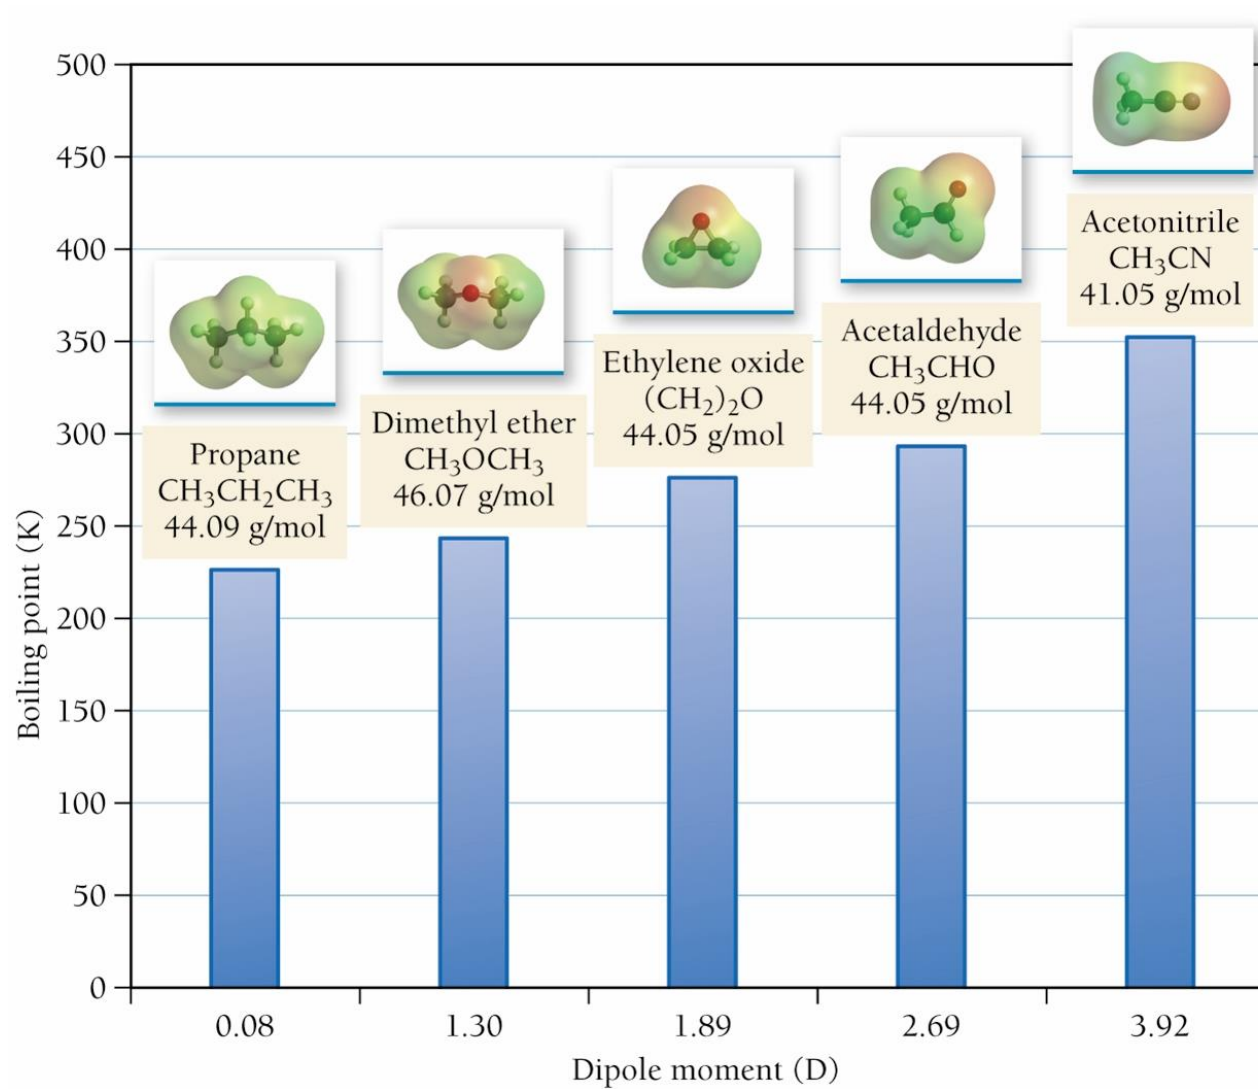 500
450
400
350
300
250
200
150
100
50
0
Boiling point (K)
Propane
CH₃CH₂CH₃
44.09 g/mol
Dimethyl ether
CH₃OCH₃
46.07 g/mol
Ethylene oxide
(CH₂)₂O
44.05 g/mol
Acetaldehyde
CH₃CHO
44.05 g/mol
Acetonitrile
CH₃CN
41.05 g/mol
0.08
1.30
1.89
2.69
3.92
Dipole moment (D)